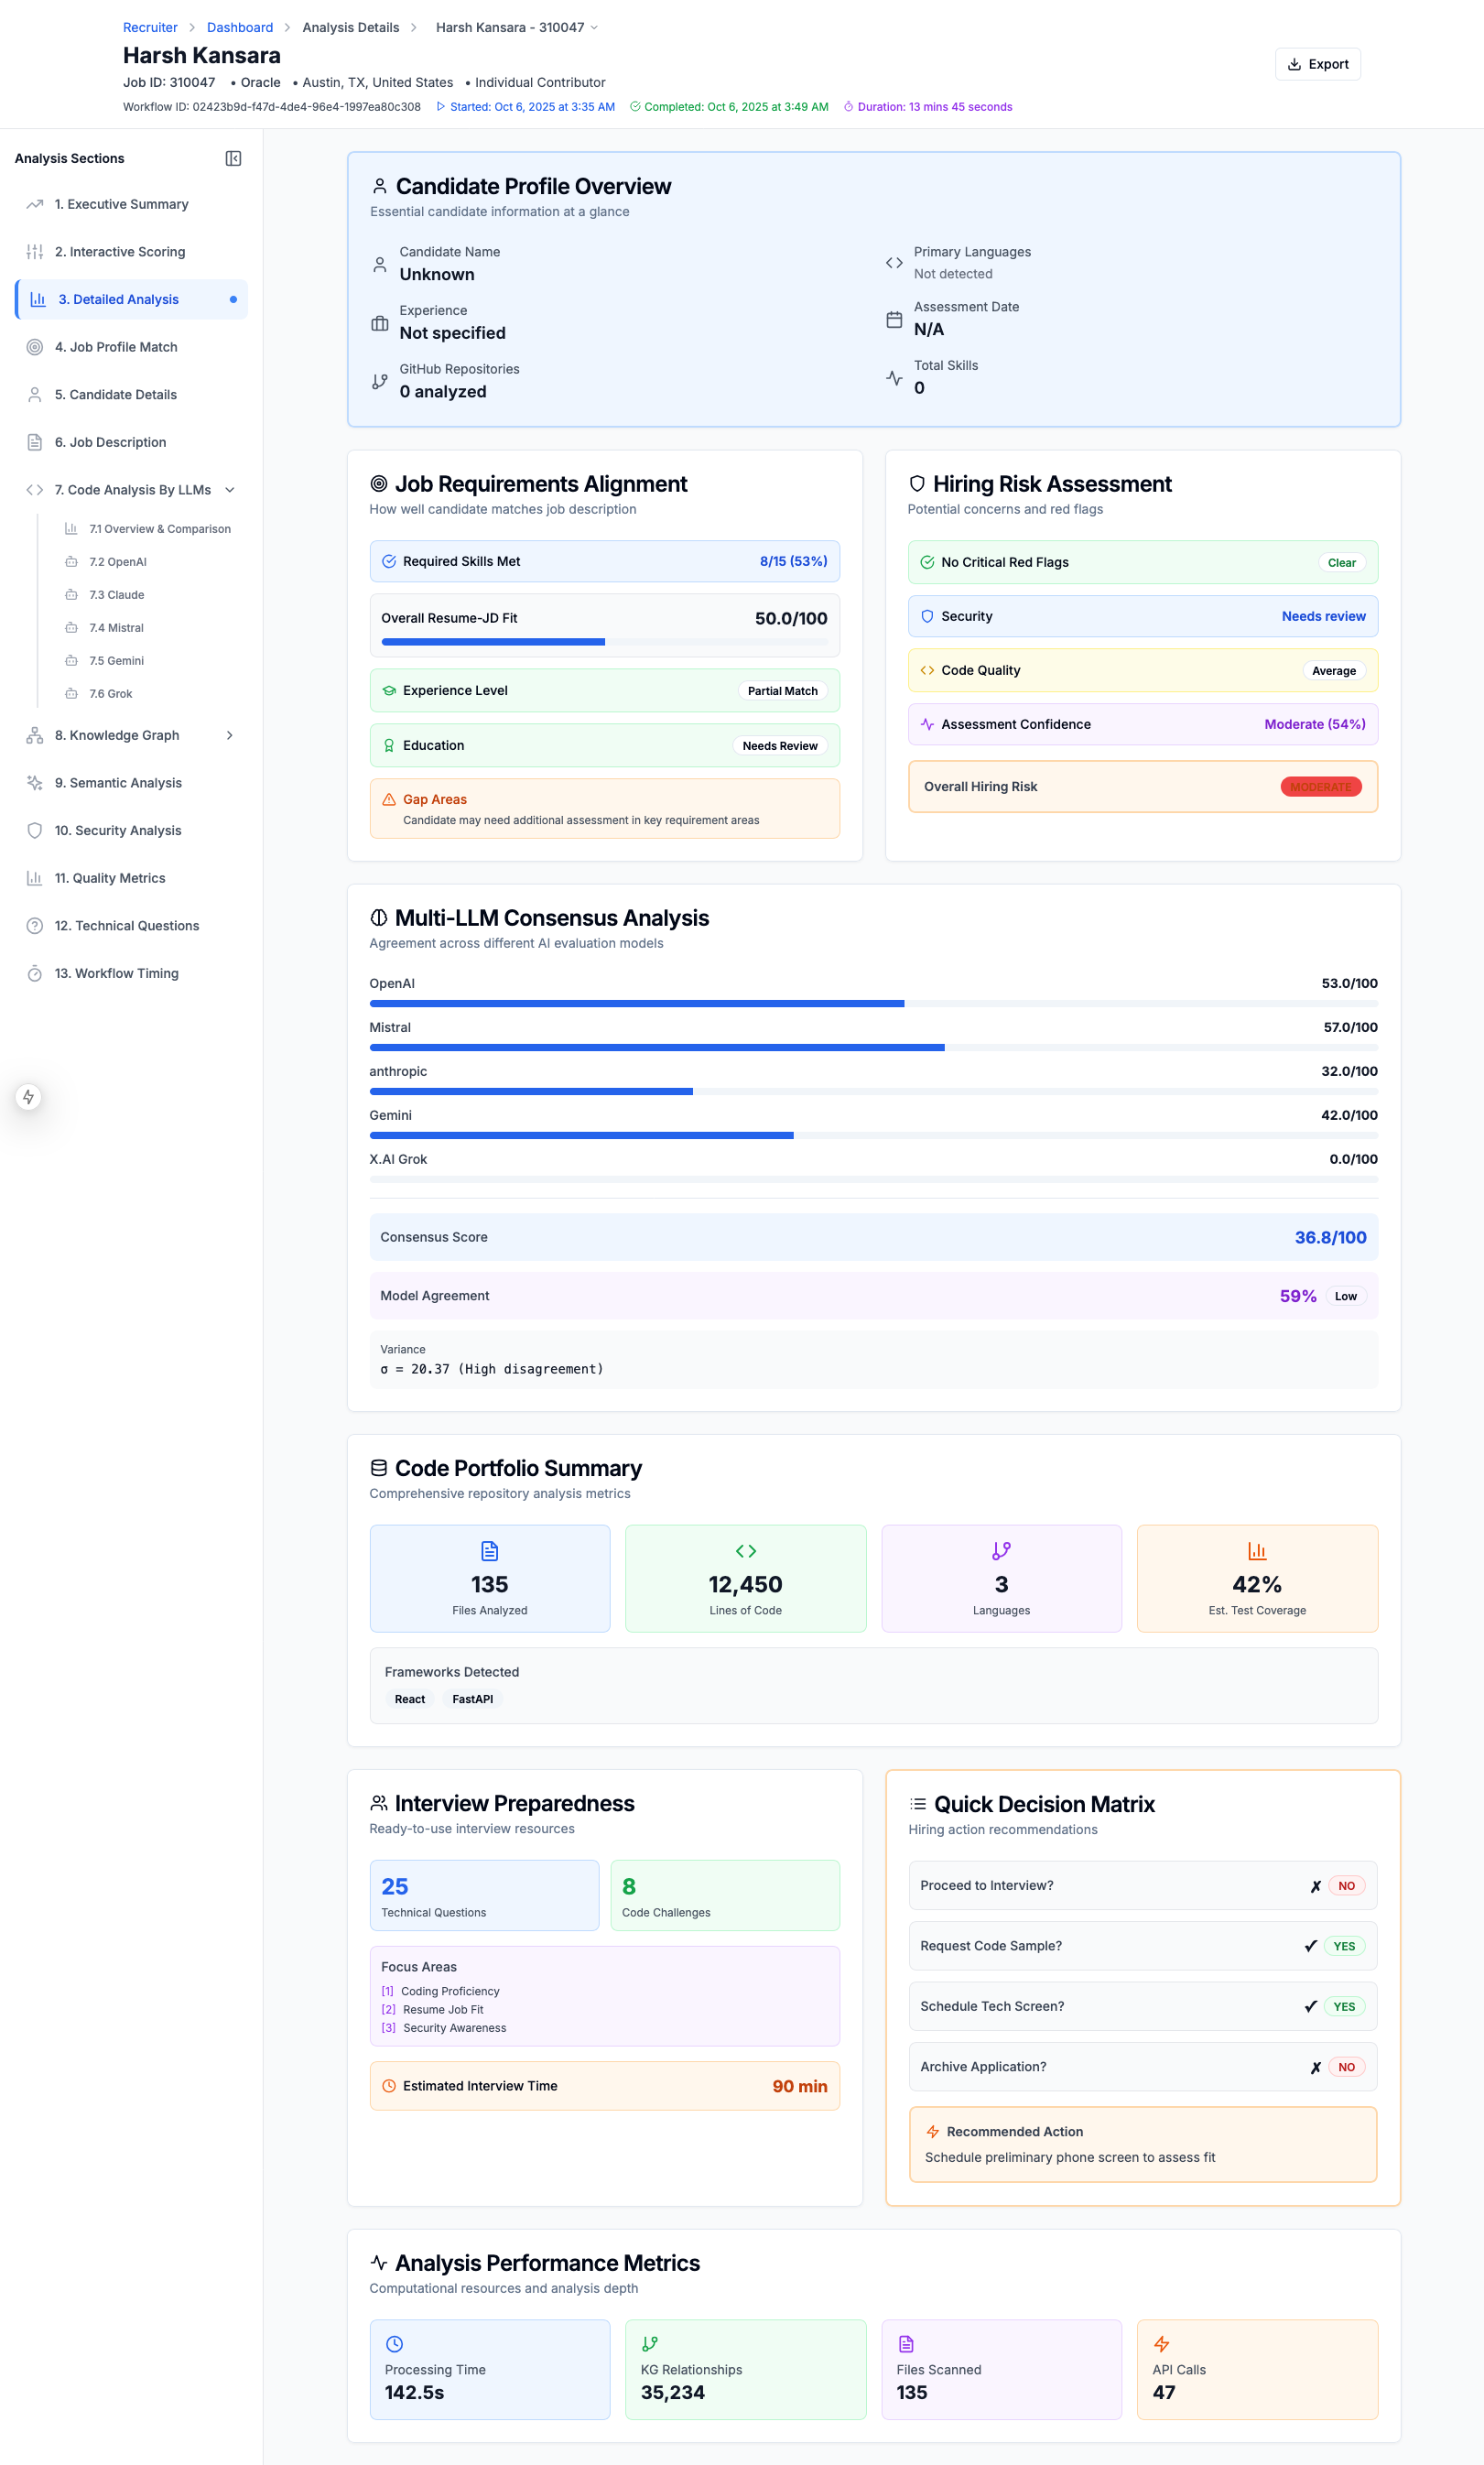 Recruiter > Dashboard > Analysis Details > Harsh Kansara - 310047
Harsh Kansara
Job ID: 310047 • Oracle • Austin, TX, United States • Individual Contributor
Workflow ID: 02423b9d-f47d-4de4-96e4-1997ea80c308 Started: Oct 6, 2025 at 3:35 AM Completed: Oct 6, 2025 at 3:49 AM Duration: 13 mins 45 seconds
Export
Analysis Sections
1. Executive Summary
2. Interactive Scoring
3. Detailed Analysis
4. Job Profile Match
5. Candidate Details
6. Job Description
7. Code Analysis By LLMs
7.1 Overview & Comparison
7.2 OpenAI
7.3 Claude
7.4 Mistral
7.5 Gemini
7.6 Grok
8. Knowledge Graph
9. Semantic Analysis
10. Security Analysis
11. Quality Metrics
12. Technical Questions
13. Workflow Timing
Candidate Profile Overview
Essential candidate information at a glance
Candidate Name
Unknown
Experience
Not specified
GitHub Repositories
0 analyzed
Primary Languages
Not detected
Assessment Date
N/A
Total Skills
0
Job Requirements Alignment
How well candidate matches job description
Required Skills Met 8/15 (53%)
Overall Resume-JD Fit 50.0/100
Experience Level Partial Match
Education Needs Review
Gap Areas
Candidate may need additional assessment in key requirement areas
Hiring Risk Assessment
Potential concerns and red flags
No Critical Red Flags Clear
Security Needs review
Code Quality Average
Assessment Confidence Moderate (54%)
Overall Hiring Risk MODERATE
Multi-LLM Consensus Analysis
Agreement across different AI evaluation models
OpenAI 53.0/100
Mistral 57.0/100
anthropic 32.0/100
Gemini 42.0/100
X.AI Grok 0.0/100
Consensus Score 36.8/100
Model Agreement 59% Low
Variance
σ = 20.37 (High disagreement)
Code Portfolio Summary
Comprehensive repository analysis metrics
135
Files Analyzed
12,450
Lines of Code
3
Languages
42%
Est. Test Coverage
Frameworks Detected
React FastAPI
Interview Preparedness
Ready-to-use interview resources
25
Technical Questions
8
Code Challenges
Focus Areas
[1] Coding Proficiency
[2] Resume Job Fit
[3] Security Awareness
Estimated Interview Time 90 min
Quick Decision Matrix
Hiring action recommendations
Proceed to Interview? ✗ NO
Request Code Sample? ✓ YES
Schedule Tech Screen? ✓ YES
Archive Application? ✗ NO
Recommended Action
Schedule preliminary phone screen to assess fit
Analysis Performance Metrics
Computational resources and analysis depth
Processing Time
142.5s
KG Relationships
35,234
Files Scanned
135
API Calls
47